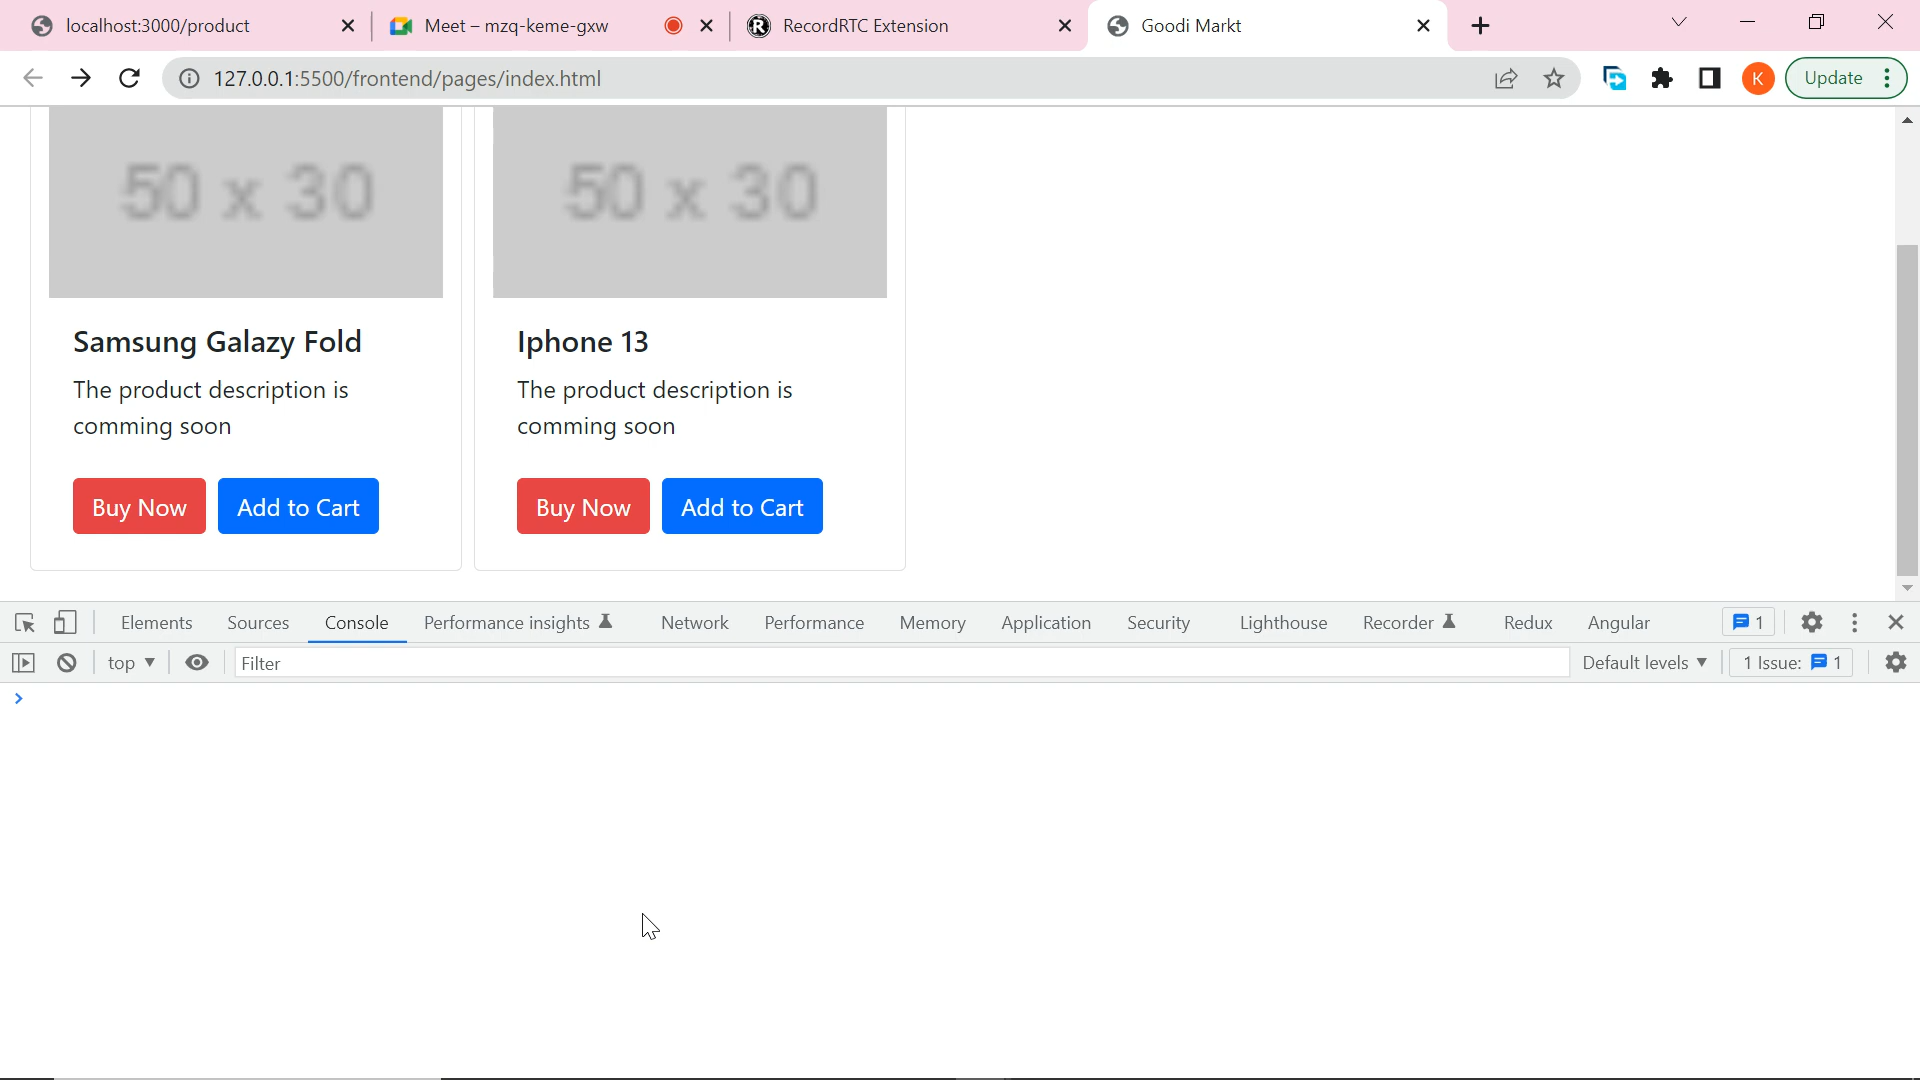 localhost:3000/product
Meet – mzq-keme-gxw
RecordRTC Extension
Goodi Markt
127.0.0.1:5500/frontend/pages/index.html
K
Update
50 x 30
50 x 30
Samsung Galazy Fold
Iphone 13
The product description is
comming soon
The product description is
comming soon
Buy Now
Add to Cart
Buy Now
Add to Cart
Elements
Sources
Console
Performance insights
Network
Performance
Memory
Application
Security
Lighthouse
Recorder
Redux
Angular
1
top
Filter
Default levels
1 Issue: 1